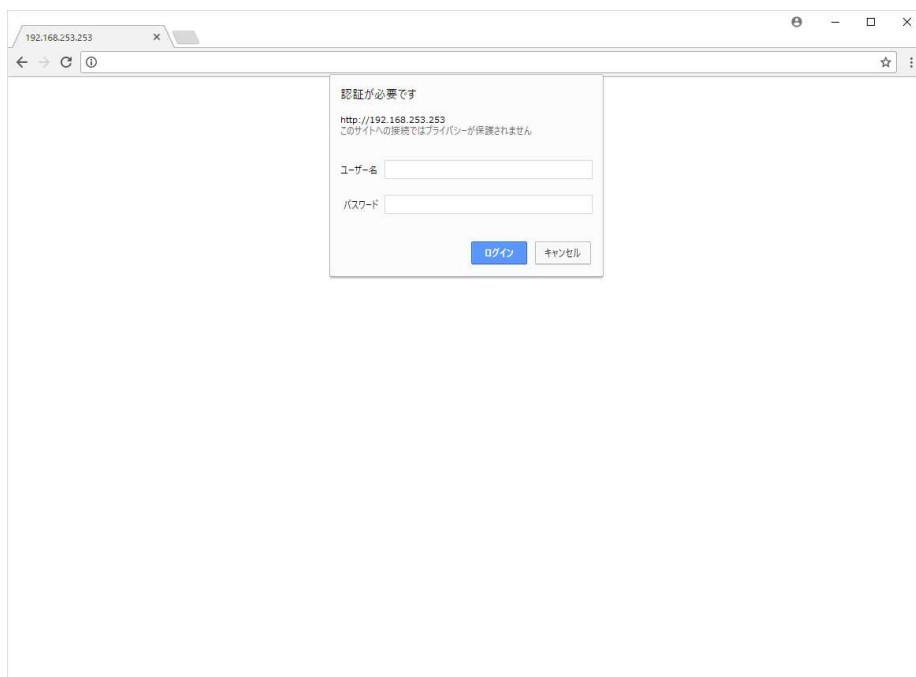 192.168.253.253
認証が必要です
http://192.168.253.253
このサイトへの接続ではプライバシーが保護されません
ユーザー名
パスワード
ログイン
キャンセル